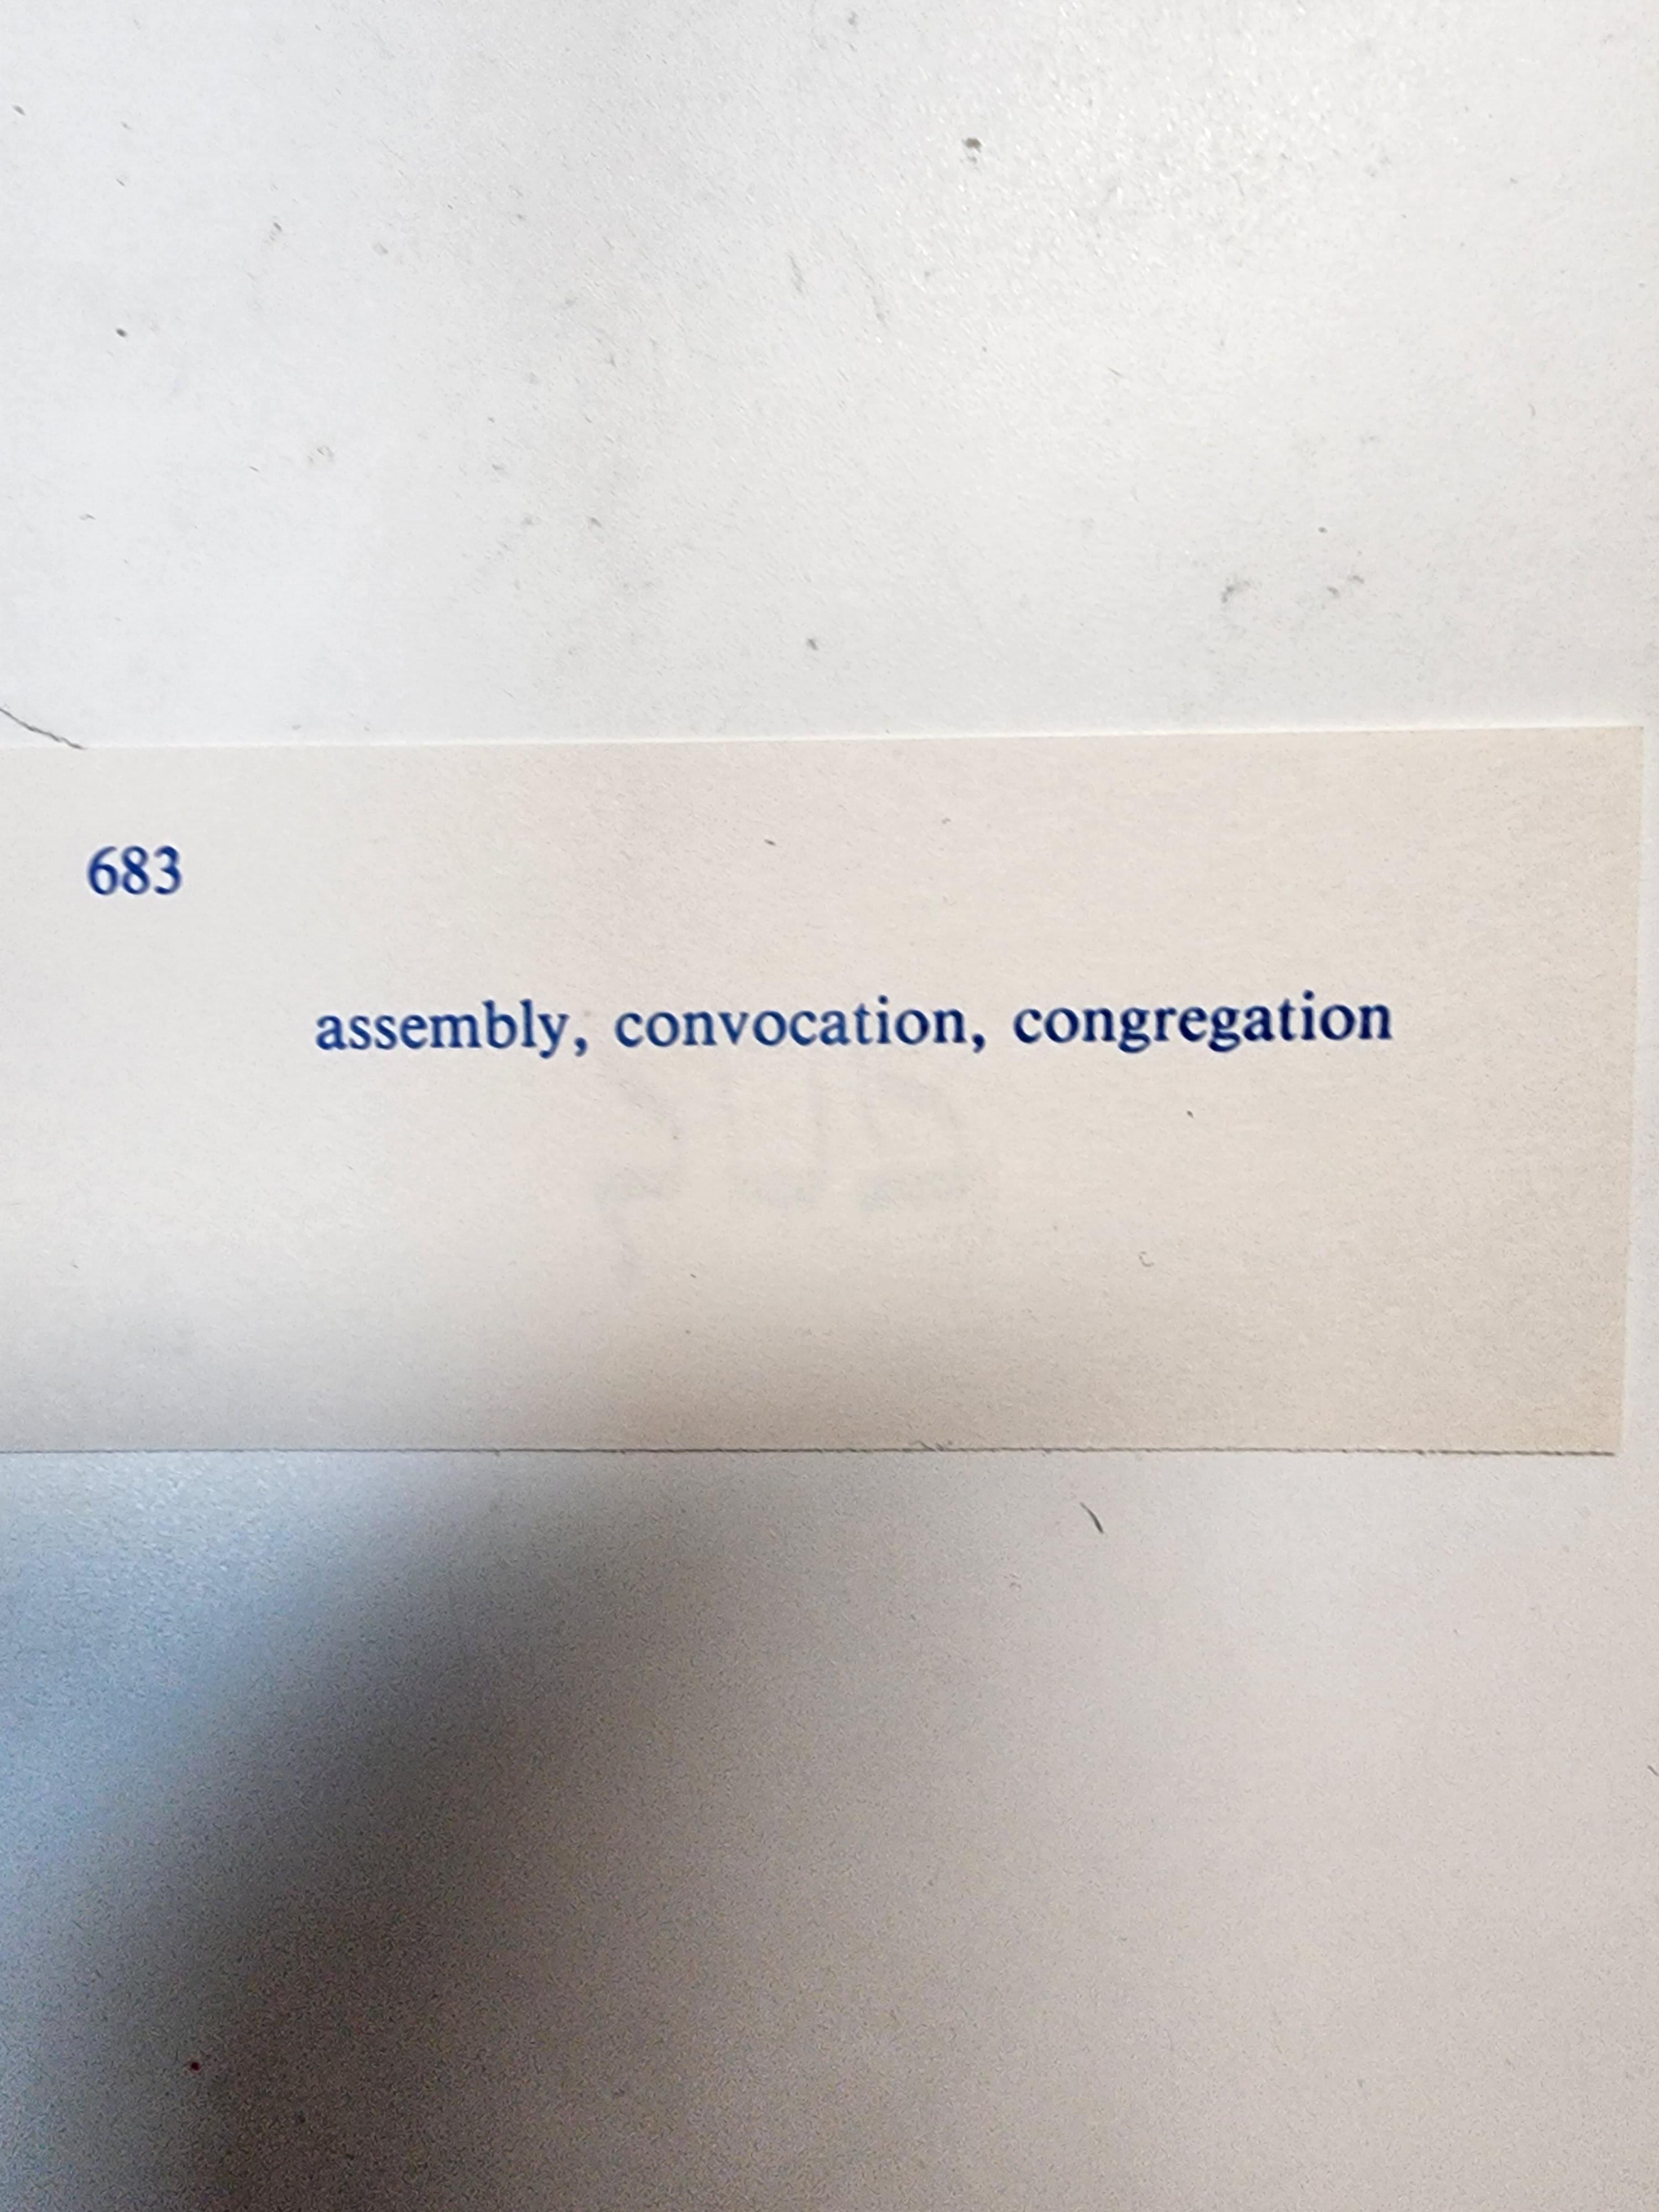 683
assembly, convocation, congregation